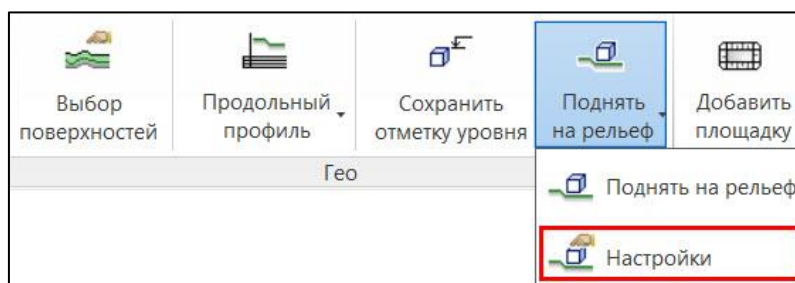 Выбор
поверхностей
Продольный
профиль
Сохранить
отметку уровня
Поднять
на рельеф
Добавить
площадку
Гео
Поднять на рельеф
Настройки